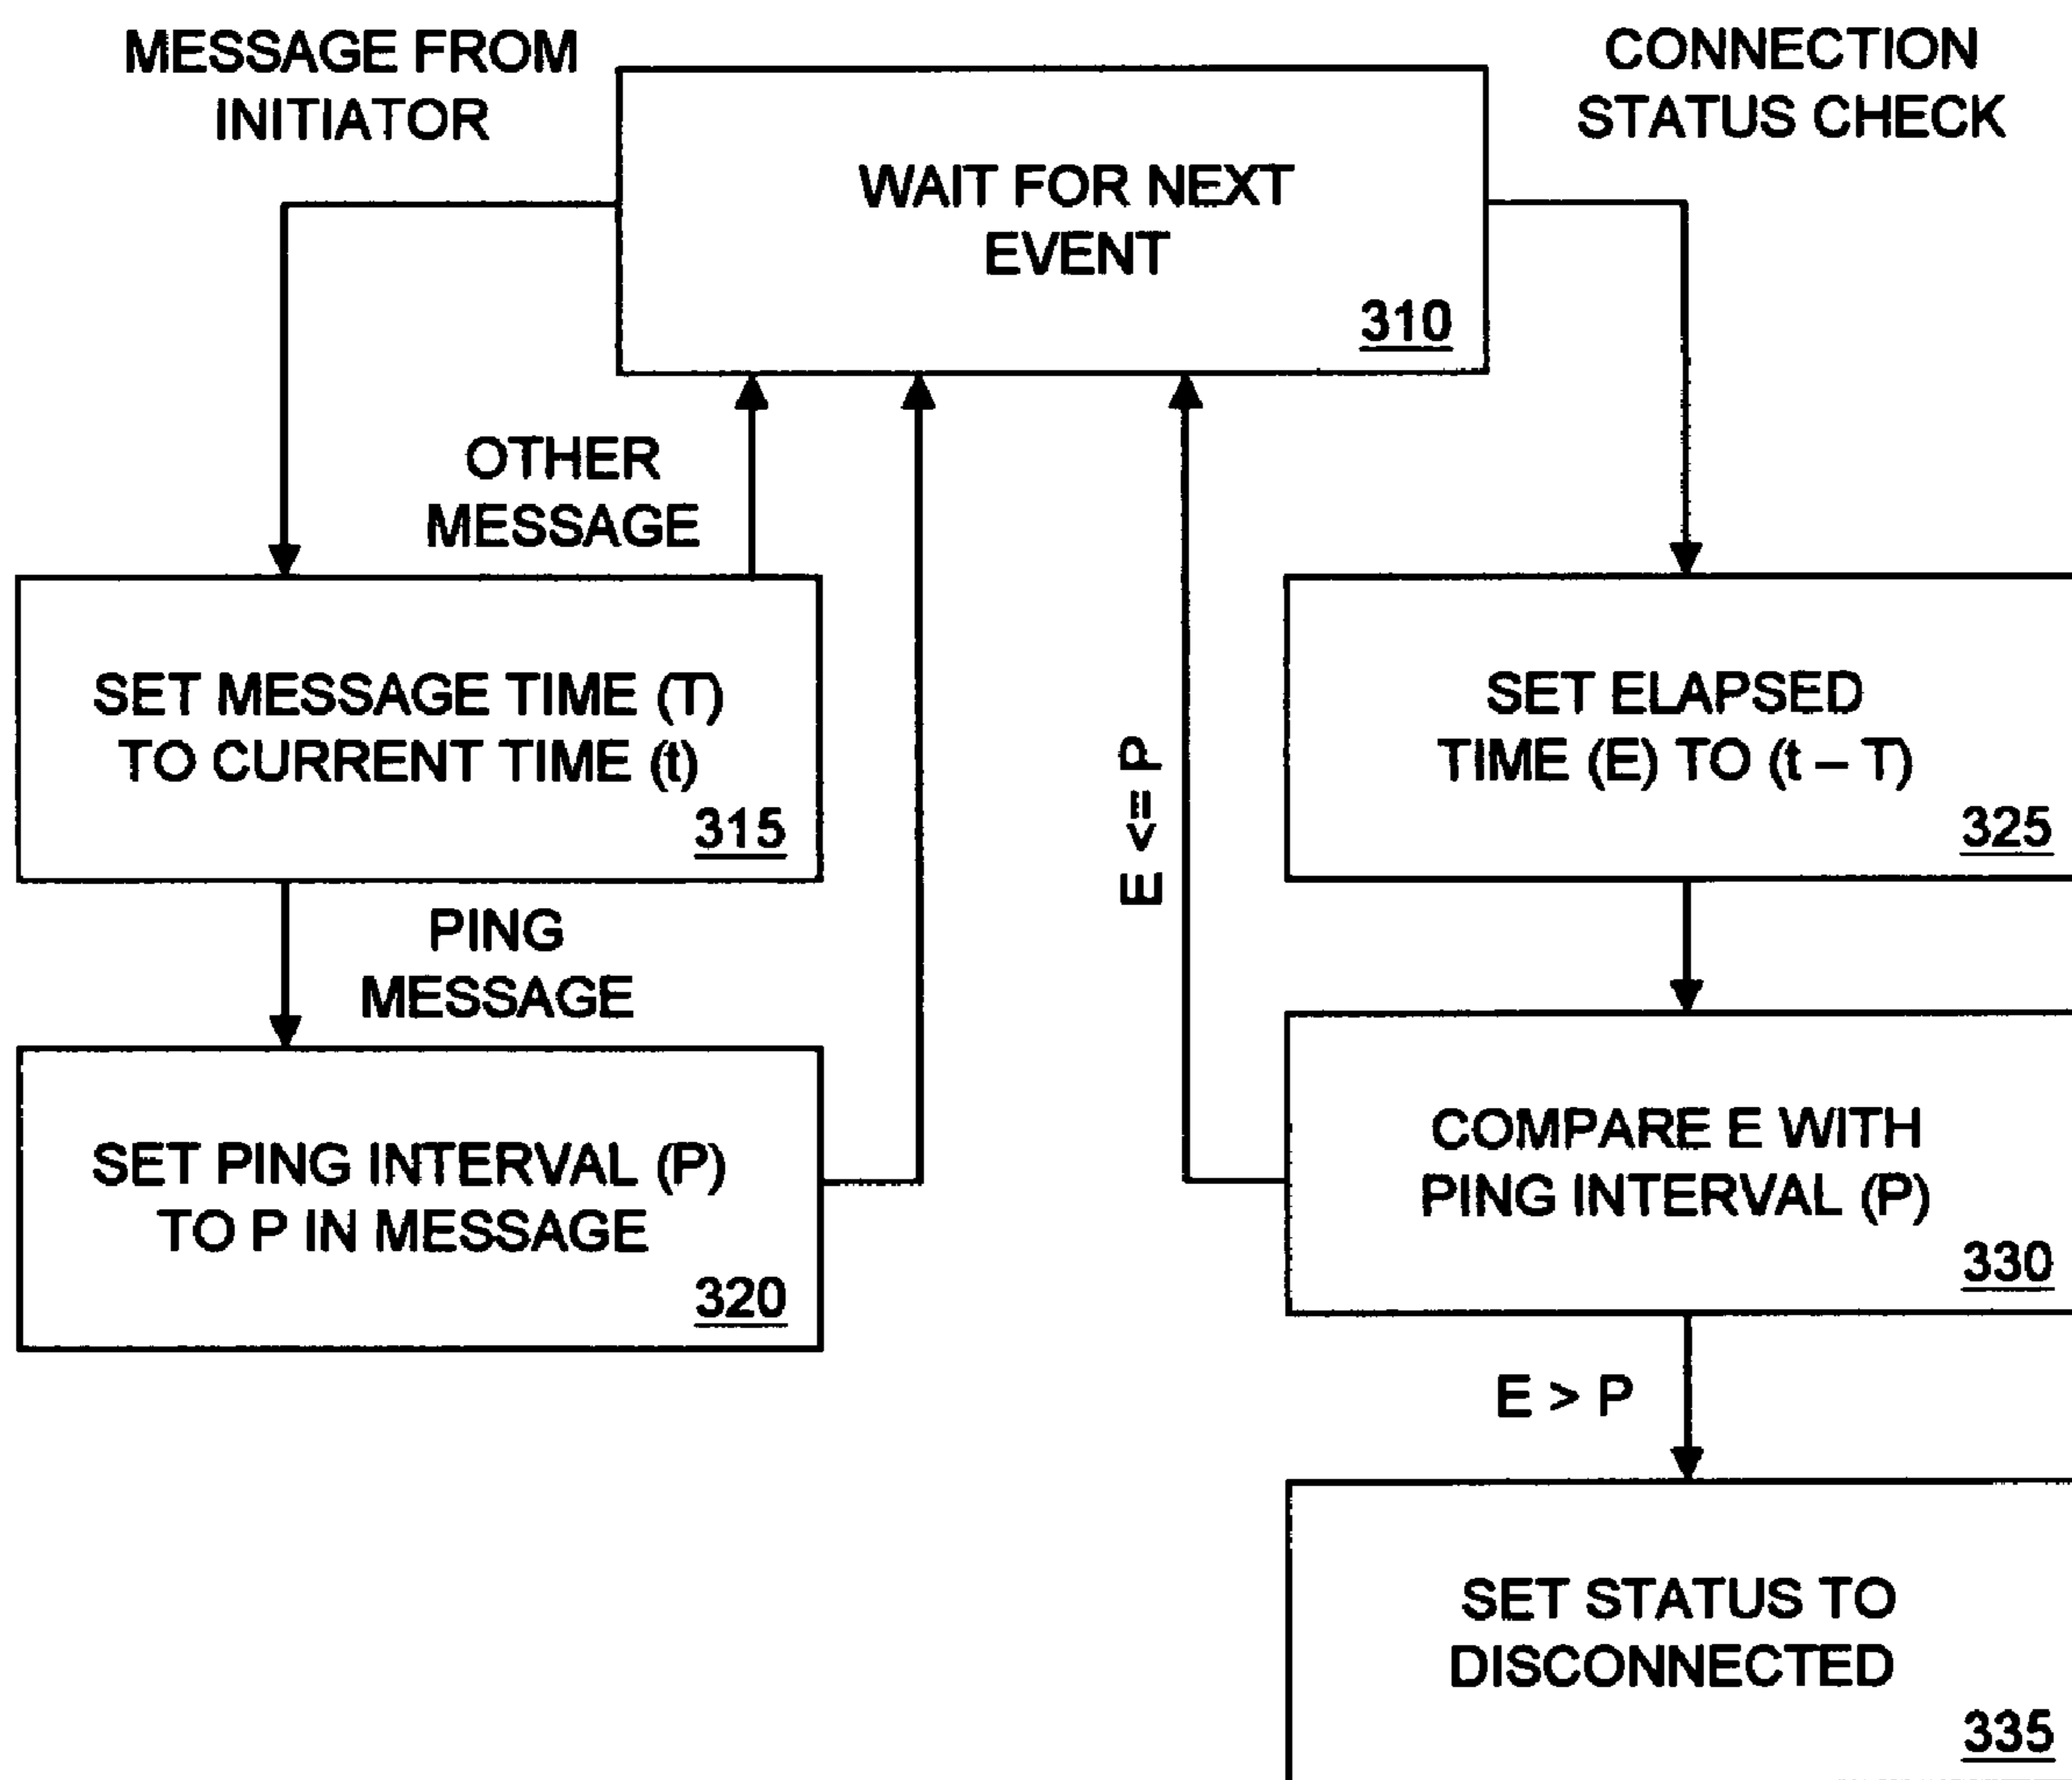 MESSAGE FROM
INITIATOR
CONNECTION
STATUS CHECK
WAIT FOR NEXT
EVENT
310
OTHER
MESSAGE
SET MESSAGE TIME (T)
TO CURRENT TIME (t)
315
E <= P
SET ELAPSED
TIME (E) TO (t – T)
325
PING
MESSAGE
SET PING INTERVAL (P)
TO P IN MESSAGE
320
COMPARE E WITH
PING INTERVAL (P)
330
E > P
SET STATUS TO
DISCONNECTED
335